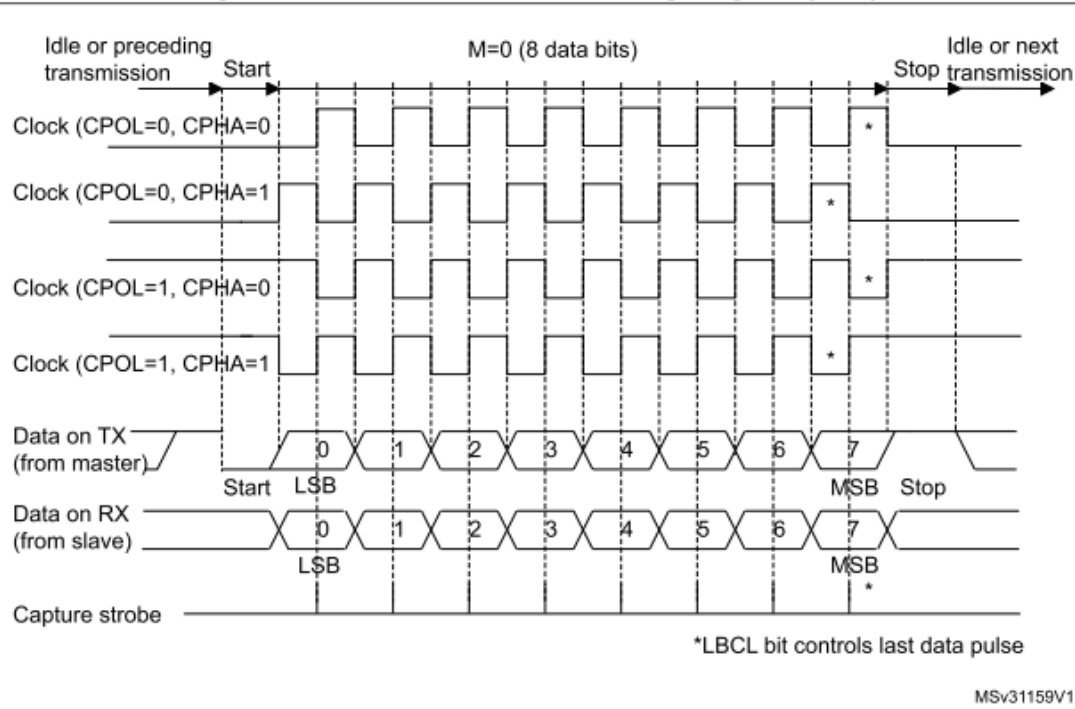 Idle or preceding
transmission
Start
M=0 (8 data bits)
Stop
Idle or next
transmission
Clock (CPOL=0, CPHA=0
*
Clock (CPOL=0, CPHA=1
*
Clock (CPOL=1, CPHA=0
*
Clock (CPOL=1, CPHA=1
*
Data on TX
(from master)
0 1 2 3 4 5 6 7
Start LSB MSB Stop
Data on RX
(from slave)
0 1 2 3 4 5 6 7
LSB MSB
*
Capture strobe
*LBCL bit controls last data pulse
MSv31159V1